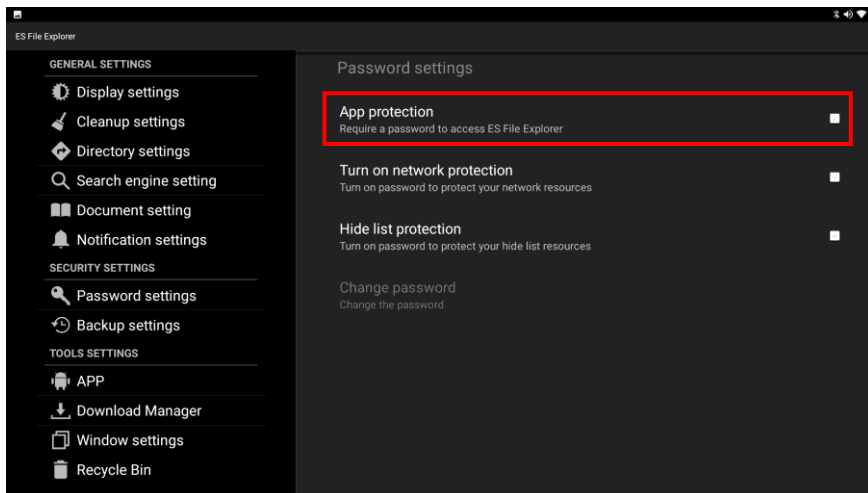 ES File Explorer
GENERAL SETTINGS
Display settings
Cleanup settings
Directory settings
Search engine setting
Document setting
Notification settings
SECURITY SETTINGS
Password settings
Backup settings
TOOLS SETTINGS
APP
Download Manager
Window settings
Recycle Bin
Password settings
App protection
Require a password to access ES File Explorer
Turn on network protection
Turn on password to protect your network resources
Hide list protection
Turn on password to protect your hide list resources
Change password
Change the password